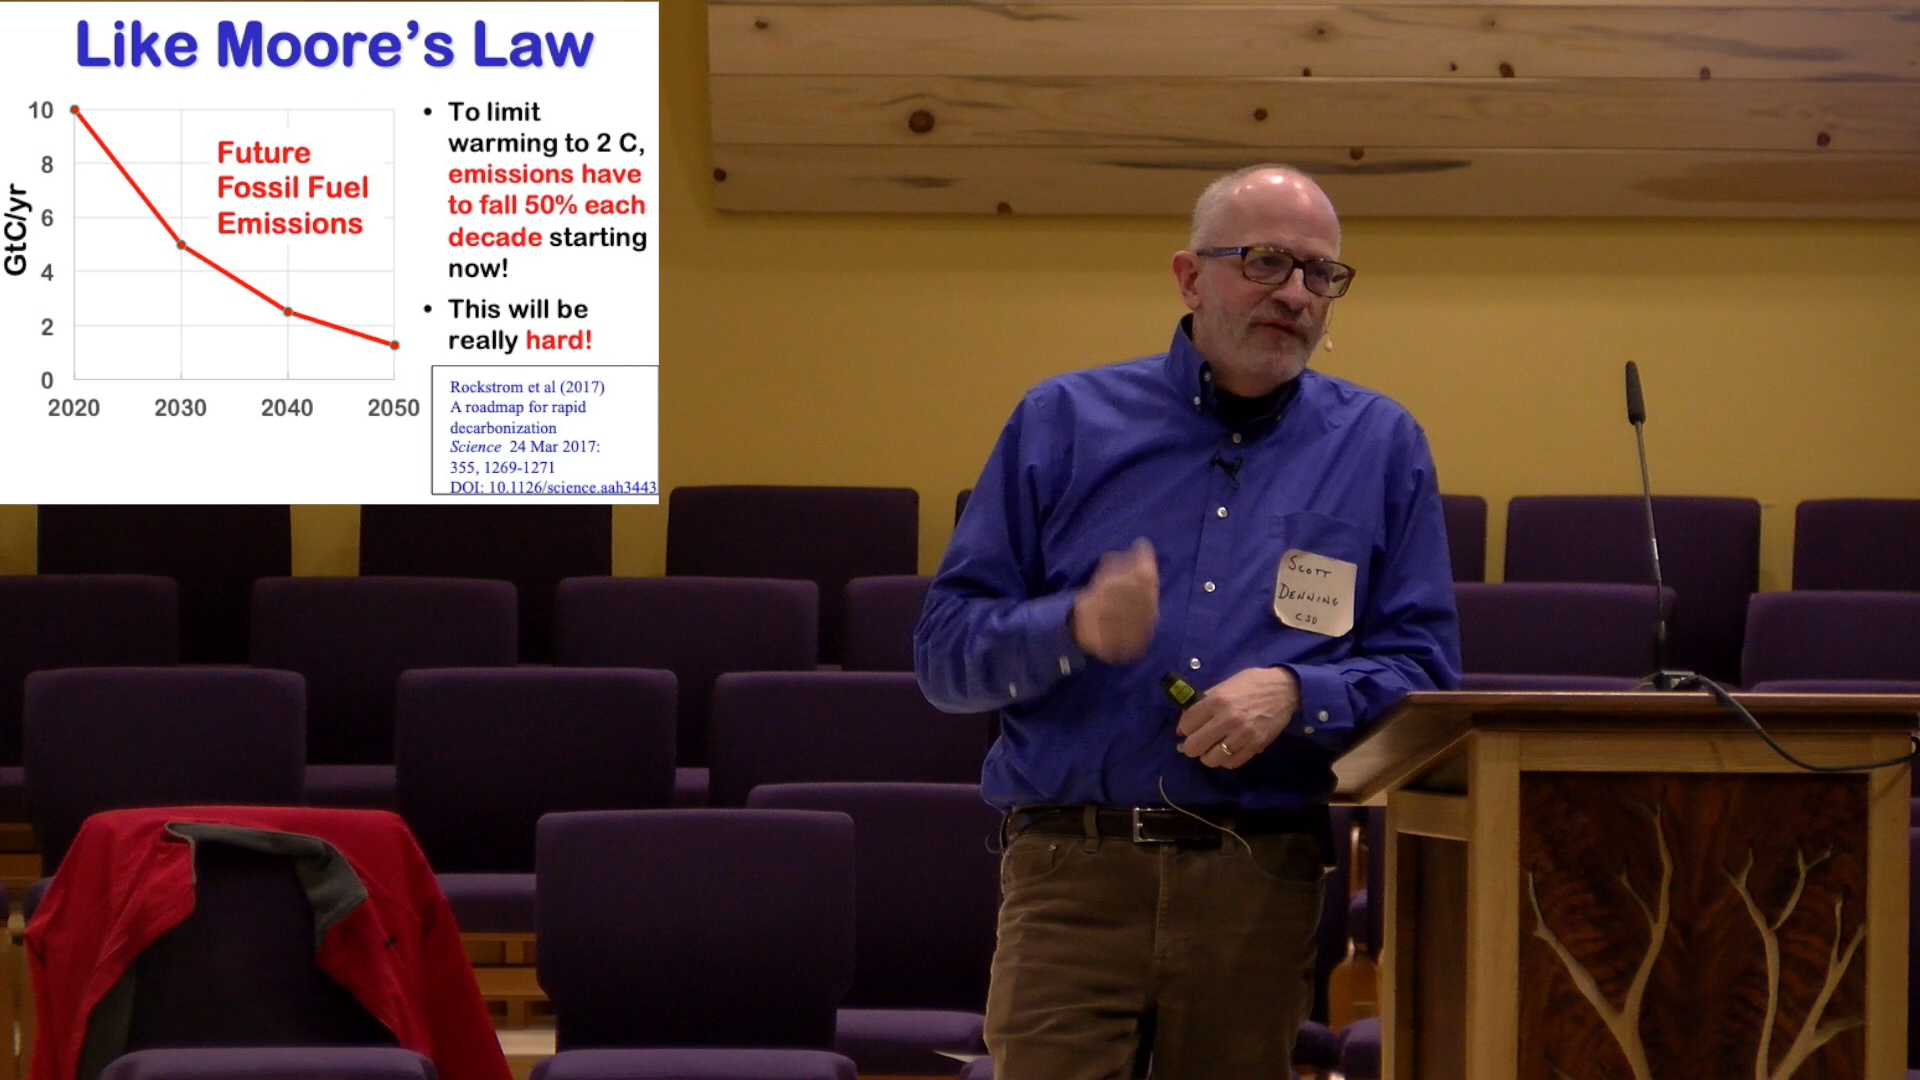 Like Moore's Law
10
8
6
4
2
0
GtC/yr
2020 2030 2040 2050
Future
Fossil Fuel
Emissions
• To limit
warming to 2 C,
emissions have
to fall 50% each
decade starting
now!
• This will be
really hard!
Rockstrom et al (2017)
A roadmap for rapid
decarbonization
Science 24 Mar 2017:
355, 1269-1271
DOI: 10.1126/science.aah3443
SCOTT
DENNING